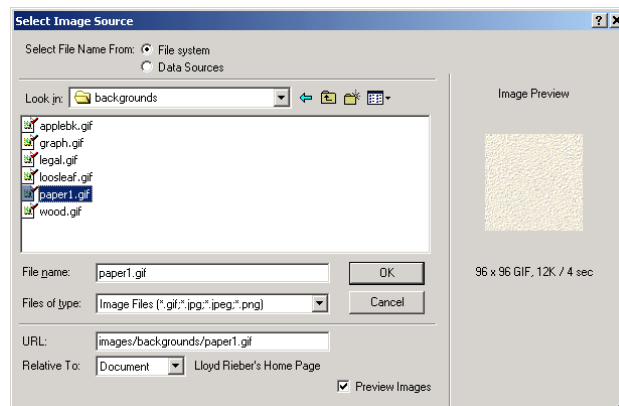 Select Image Source
Select File Name From: File system
Data Sources
Look in: backgrounds
Image Preview
applebk.gif
graph.gif
legal.gif
loosleaf.gif
paper1.gif
wood.gif
File name: paper1.gif OK
96 x 96 GIF, 12K / 4 sec
Files of type: Image Files (*.gif;*.jpg;*.jpeg;*.png) Cancel
URL: images/backgrounds/paper1.gif
Relative To: Document Lloyd Rieber's Home Page
Preview Images